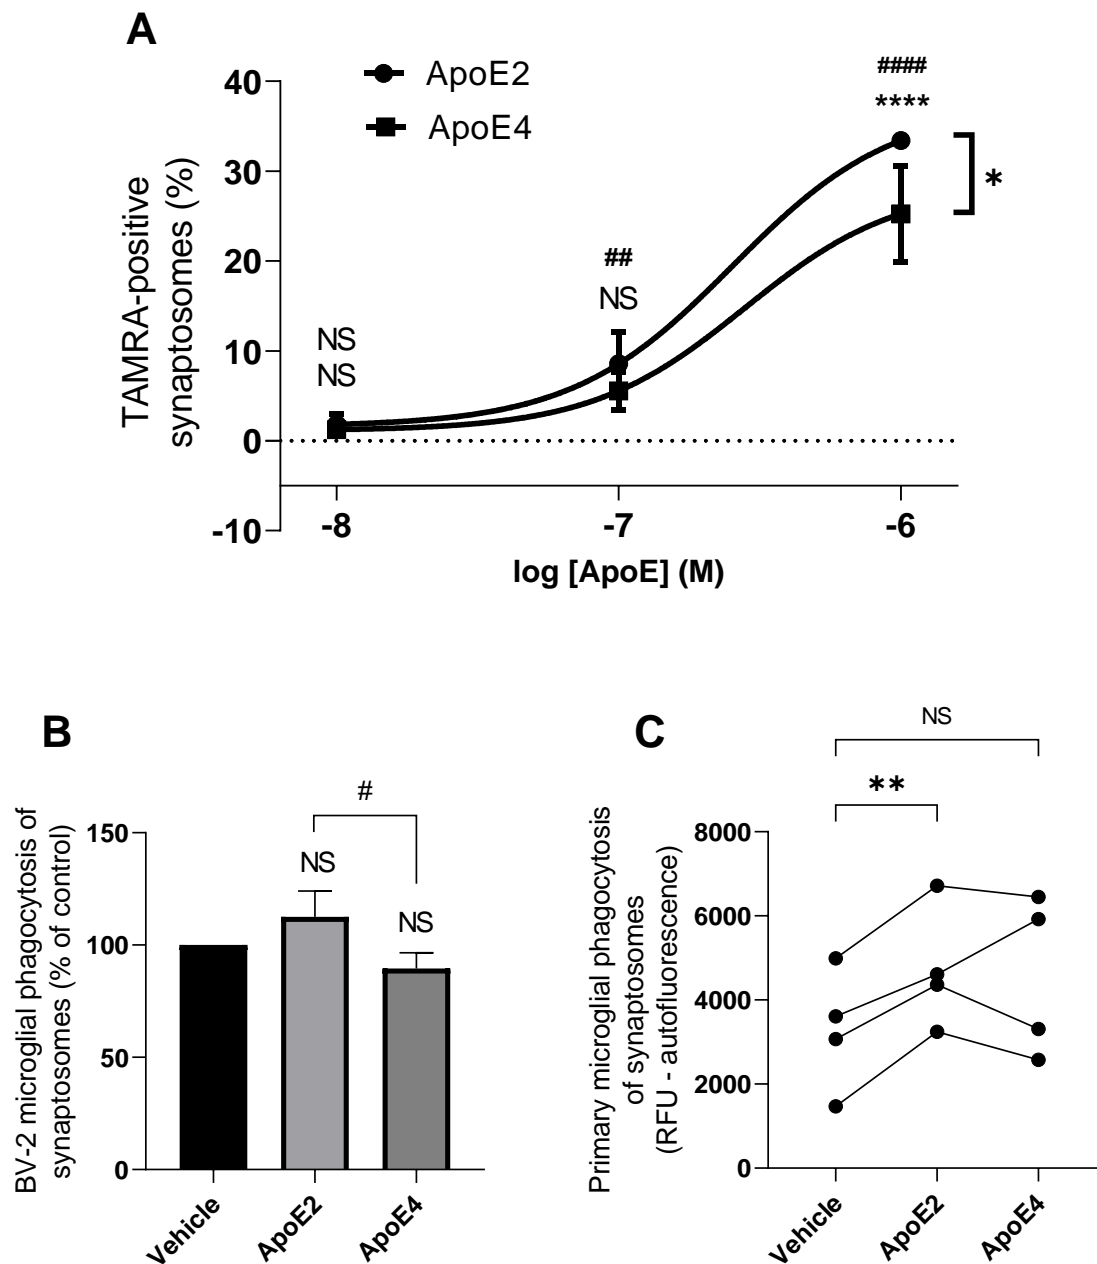 A
ApoE2
ApoE4
TAMRA-positive
synaptosomes (%)
40
30
20
10
0
-10
NS
NS
##
NS
####
****
*
-8
-7
-6
log [ApoE] (M)
B
BV-2 microglial phagocytosis of
synaptosomes (% of control)
150
100
50
0
#
NS
NS
Vehicle
ApoE2
ApoE4
C
Primary microglial phagocytosis
of synaptosomes
(RFU - autofluorescence)
8000
6000
4000
2000
0
NS
**
Vehicle
ApoE2
ApoE4